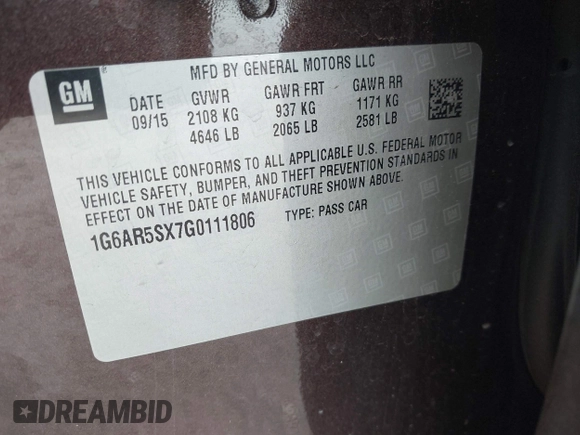 MFD BY GENERAL MOTORS LLC
GM
DATE GVWR GAWR FRT GAWR RR
09/15 2108 KG 937 KG 1171 KG
4646 LB 2065 LB 2581 LB
THIS VEHICLE CONFORMS TO ALL APPLICABLE U.S. FEDERAL MOTOR
VEHICLE SAFETY, BUMPER, AND THEFT PREVENTION STANDARDS IN
EFFECT ON THE DATE OF MANUFACTURE SHOWN ABOVE.
1G6AR5SX7G0111806 TYPE: PASS CAR
DREAMBID